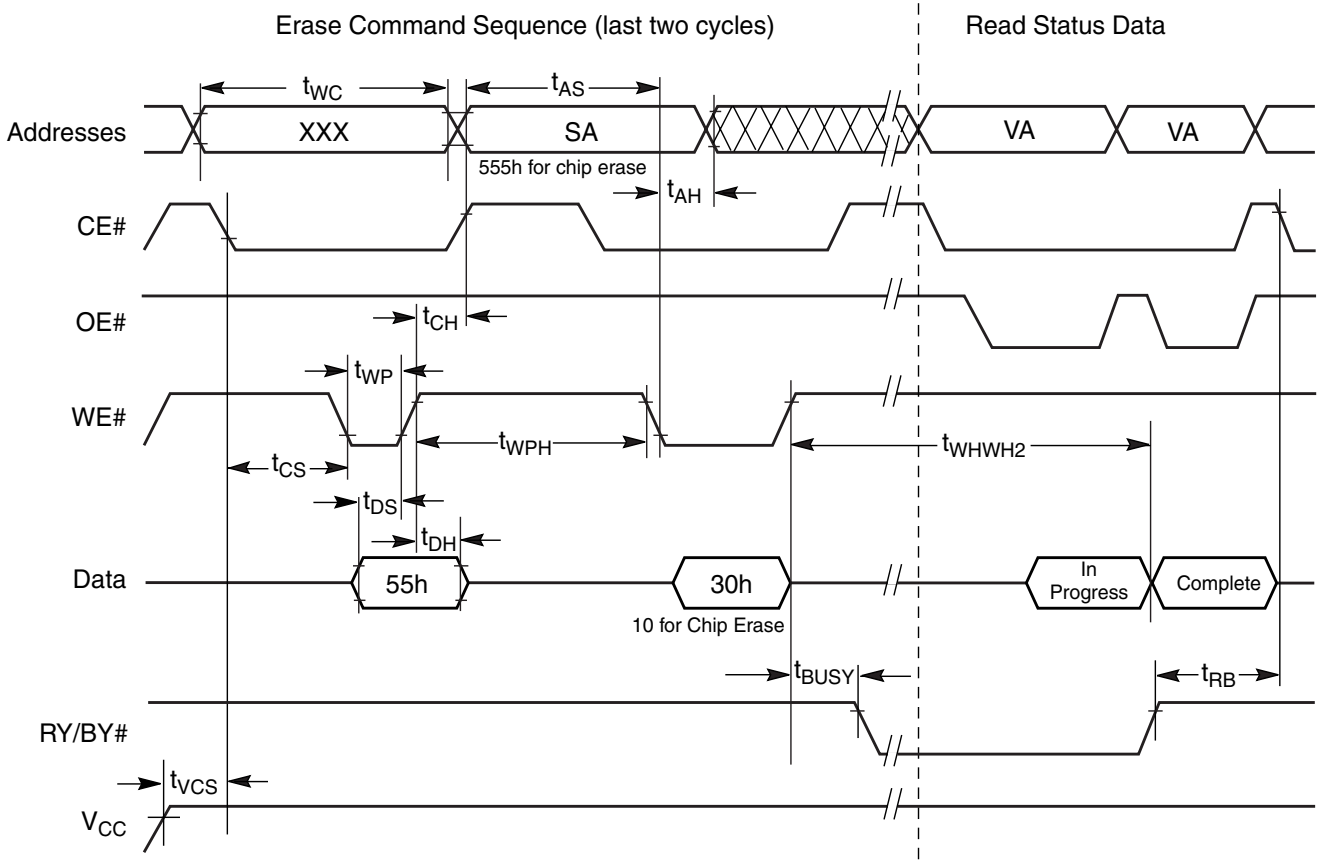 Erase Command Sequence (last two cycles)
Read Status Data
tWC
tAS
Addresses
XXX
SA
VA
VA
555h for chip erase
tAH
CE#
OE#
tCH
tWP
WE#
tWPH
tWHWH2
tCS
tDS
tDH
Data
55h
30h
In
Progress
Complete
10 for Chip Erase
tBUSY
tRB
RY/BY#
tVCS
VCC